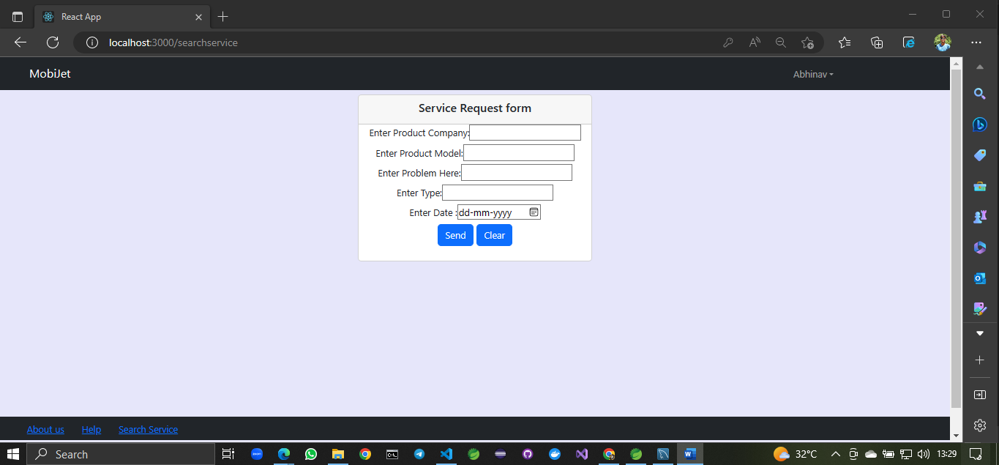 React App
localhost:3000/searchservice
MobiJet
Abhinav
Service Request form
Enter Product Company:
Enter Product Model:
Enter Problem Here:
Enter Type:
Enter Date :dd-mm-yyyy
Send Clear
About us Help Search Service
Search 32°C 13:29